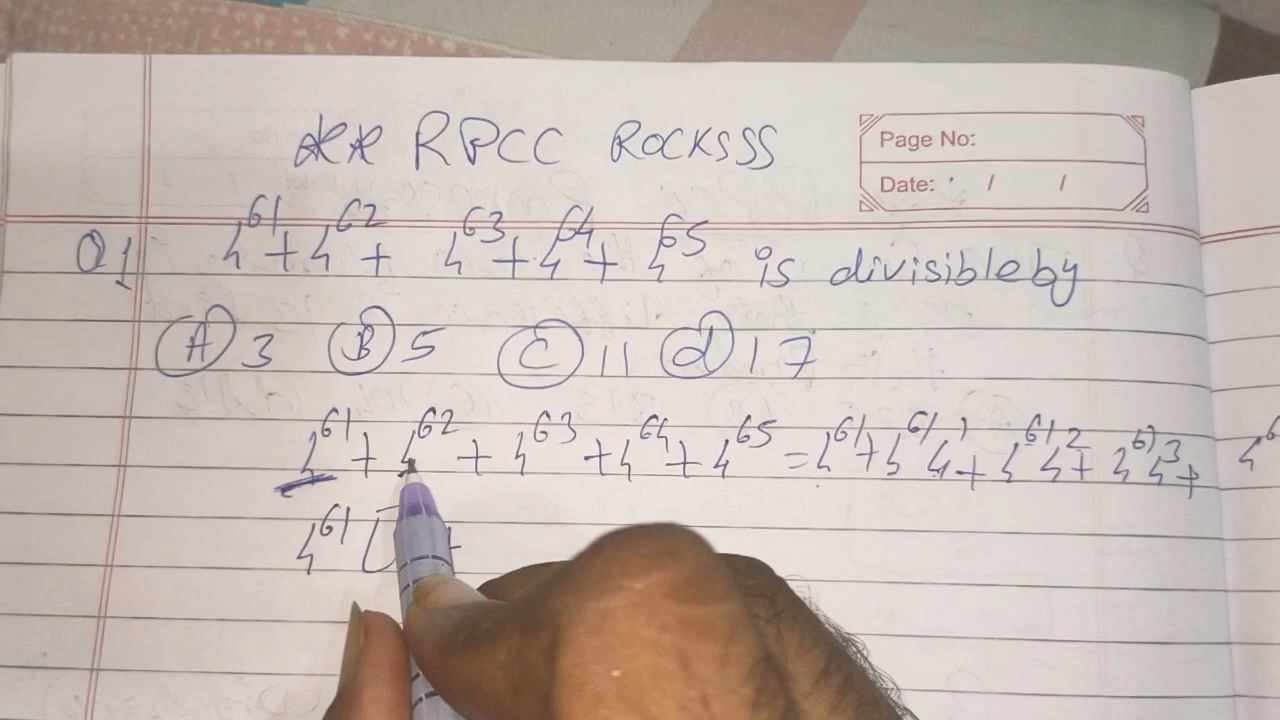 RPCC ROCKSSS
Page No:
Date: / /
Q1 4^61 + 4^62 + 4^63 + 4^64 + 4^65 is divisible by
(A) 3 (B) 5 (C) 11 (d) 17
4^61 + 4^62 + 4^63 + 4^64 + 4^65 = 4^61 + 4^61 4^1 + 4^61 4^2 + 4^61 4^3 + 4^6
4^61 [